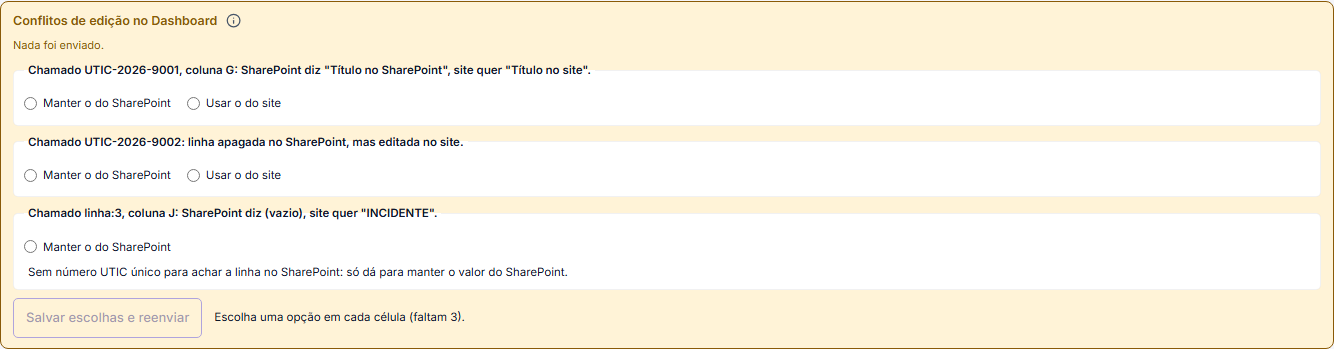 Conflitos de edição no Dashboard
Nada foi enviado.
Chamado UTIC-2026-9001, coluna G: SharePoint diz "Título no SharePoint", site quer "Título no site".
Manter o do SharePoint Usar o do site
Chamado UTIC-2026-9002: linha apagada no SharePoint, mas editada no site.
Manter o do SharePoint Usar o do site
Chamado linha:3, coluna J: SharePoint diz (vazio), site quer "INCIDENTE".
Manter o do SharePoint
Sem número UTIC único para achar a linha no SharePoint: só dá para manter o valor do SharePoint.
Salvar escolhas e reenviar Escolha uma opção em cada célula (faltam 3).